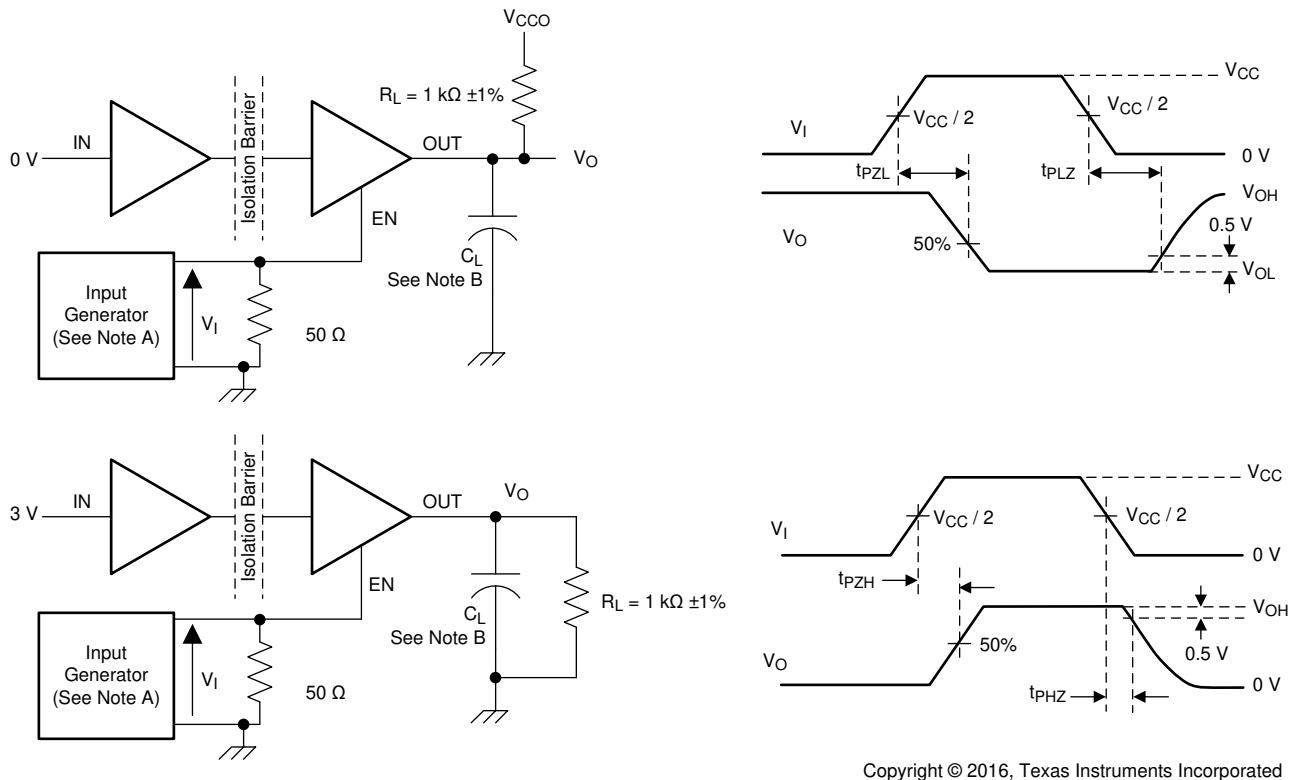 VCCO
RL = 1 kΩ ±1%
Isolation Barrier
0 V
IN
OUT
VO
EN
CL
See Note B
Input
Generator
(See Note A)
VI
50 Ω
VCC
VI
VCC / 2
VCC / 2
0 V
tPZL
tPLZ
VOH
0.5 V
VO
50%
VOL
Isolation Barrier
3 V
IN
OUT
VO
EN
CL
See Note B
RL = 1 kΩ ±1%
Input
Generator
(See Note A)
VI
50 Ω
VCC
VI
VCC / 2
VCC / 2
0 V
tPZH
VOH
0.5 V
VO
50%
0 V
tPHZ
Copyright © 2016, Texas Instruments Incorporated